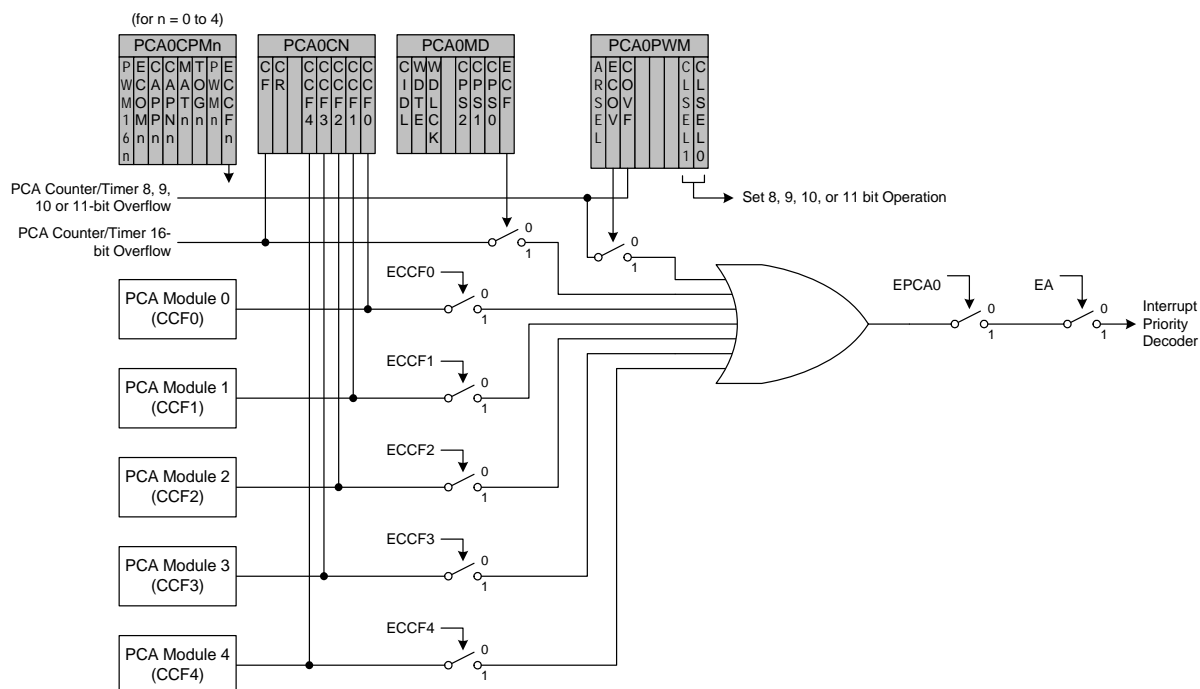 (for n = 0 to 4)
PCA0CPMn
PWM16n
ECOMn
CAPPn
CAPNn
MATn
TOGn
PWMn
ECCFn
PCA0CN
CF
CR
CCF4
CCF3
CCF2
CCF1
CCF0
PCA0MD
CIDL
WDTE
WDLCK
CPS2
CPS1
CPS0
ECF
PCA0PWM
ARSEL
ECOV
COVF
CLSEL1
CLSEL0
PCA Counter/Timer 8, 9,
10 or 11-bit Overflow
Set 8, 9, 10, or 11 bit Operation
PCA Counter/Timer 16-
bit Overflow
0
1
0
1
PCA Module 0
(CCF0)
ECCF0
0
1
EPCA0
0
1
EA
0
1
Interrupt
Priority
Decoder
PCA Module 1
(CCF1)
ECCF1
0
1
PCA Module 2
(CCF2)
ECCF2
0
1
PCA Module 3
(CCF3)
ECCF3
0
1
PCA Module 4
(CCF4)
ECCF4
0
1